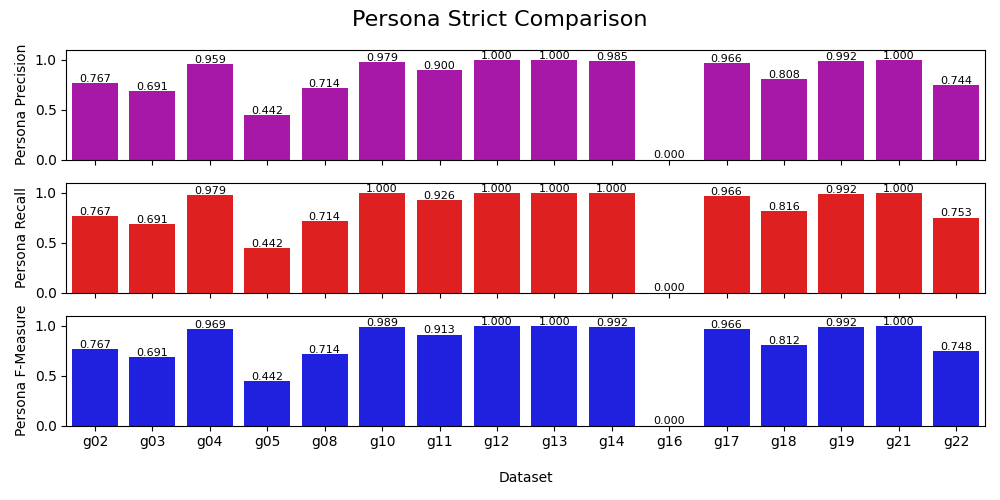 Persona Strict Comparison
Persona Precision
1.0
0.5
0.0
0.767 0.691 0.959 0.442 0.714 0.979 0.900 1.000 1.000 0.985 0.000 0.966 0.808 0.992 1.000 0.744
Persona Recall
1.0
0.5
0.0
0.767 0.691 0.979 0.442 0.714 1.000 0.926 1.000 1.000 1.000 0.000 0.966 0.816 0.992 1.000 0.753
Persona F-Measure
1.0
0.5
0.0
0.767 0.691 0.969 0.442 0.714 0.989 0.913 1.000 1.000 0.992 0.000 0.966 0.812 0.992 1.000 0.748
g02 g03 g04 g05 g08 g10 g11 g12 g13 g14 g16 g17 g18 g19 g21 g22
Dataset